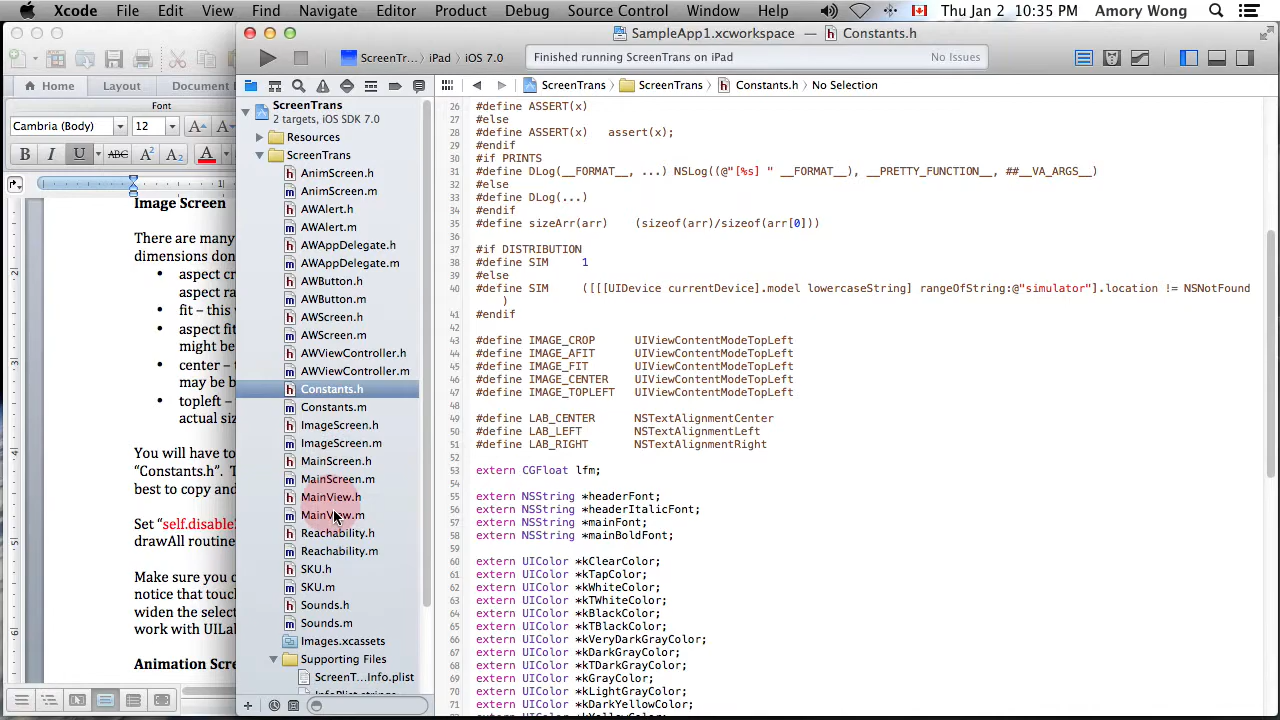 Xcode File Edit View Find Navigate Editor Product Debug Source Control Window Help Thu Jan 2 10:35 PM Amory Wong
SampleApp1.xcworkspace — Constants.h
ScreenTr... iPad iOS 7.0
Finished running ScreenTrans on iPad No Issues
Home Layout Document
Font
Cambria (Body) 12
B I U ABC A² A₂ A
ScreenTrans ScreenTrans Constants.h No Selection
Image Screen
There are many
dimensions don
• aspect cr
aspect ra
• fit – this
• aspect fit
might be
• center –
may be b
• topleft –
actual siz
You will have to
"Constants.h". T
best to copy and
Set "self.disable
drawAll routine
Make sure you
notice that touch
widen the select
work with UILab
Animation Scre
ScreenTrans
2 targets, iOS SDK 7.0
Resources
ScreenTrans
AnimScreen.h
AnimScreen.m
AWAlert.h
AWAlert.m
AWAppDelegate.h
AWAppDelegate.m
AWButton.h
AWButton.m
AWScreen.h
AWScreen.m
AWViewController.h
AWViewController.m
Constants.h
Constants.m
ImageScreen.h
ImageScreen.m
MainScreen.h
MainScreen.m
MainView.h
MainView.m
Reachability.h
Reachability.m
SKU.h
SKU.m
Sounds.h
Sounds.m
Images.xcassets
Supporting Files
ScreenT...Info.plist
InfoPlist.strings
26 #define ASSERT(x)
27 #else
28 #define ASSERT(x) assert(x);
29 #endif
30 #if PRINTS
31 #define DLog(__FORMAT__, ...) NSLog((@"[%s] " __FORMAT__), __PRETTY_FUNCTION__, ##__VA_ARGS__)
32 #else
33 #define DLog(...)
34 #endif
35 #define sizeArr(arr) (sizeof(arr)/sizeof(arr[0]))
36
37 #if DISTRIBUTION
38 #define SIM 1
39 #else
40 #define SIM ([[[UIDevice currentDevice].model lowercaseString] rangeOfString:@"simulator"].location != NSNotFound
)
41 #endif
42
43 #define IMAGE_CROP UIViewContentModeTopLeft
44 #define IMAGE_AFIT UIViewContentModeTopLeft
45 #define IMAGE_FIT UIViewContentModeTopLeft
46 #define IMAGE_CENTER UIViewContentModeTopLeft
47 #define IMAGE_TOPLEFT UIViewContentModeTopLeft
48
49 #define LAB_CENTER NSTextAlignmentCenter
50 #define LAB_LEFT NSTextAlignmentLeft
51 #define LAB_RIGHT NSTextAlignmentRight
52
53 extern CGFloat lfm;
54
55 extern NSString *headerFont;
56 extern NSString *headerItalicFont;
57 extern NSString *mainFont;
58 extern NSString *mainBoldFont;
59
60 extern UIColor *kClearColor;
61 extern UIColor *kTapColor;
62 extern UIColor *kWhiteColor;
63 extern UIColor *kTWhiteColor;
64 extern UIColor *kBlackColor;
65 extern UIColor *kTBlackColor;
66 extern UIColor *kVeryDarkGrayColor;
67 extern UIColor *kDarkGrayColor;
68 extern UIColor *kTDarkGrayColor;
69 extern UIColor *kGrayColor;
70 extern UIColor *kLightGrayColor;
71 extern UIColor *kDarkYellowColor;
72 extern UIColor *kYellowColor;